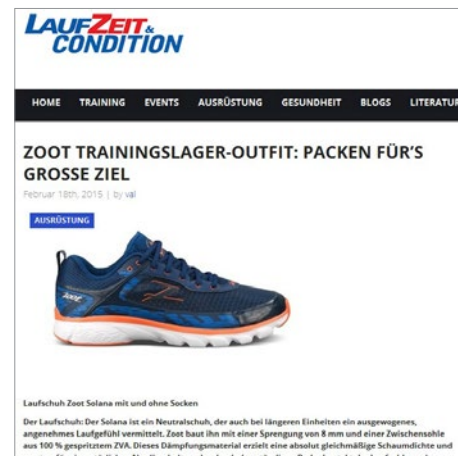 LAUFZEIT &
CONDITION
HOME TRAINING EVENTS AUSRÜSTUNG GESUNDHEIT BLOGS LITERATUR
ZOOT TRAININGSLAGER-OUTFIT: PACKEN FÜR'S
GROSSE ZIEL
Februar 18th, 2015 | by val
AUSRÜSTUNG
zoot
Laufschuh Zoot Solana mit und ohne Socken
Der Laufschuh: Der Solana ist ein Neutralschuh, der auch bei längeren Einheiten ein ausgewogenes,
angenehmes Laufgefühl vermittelt. Zoot baut ihn mit einer Sprengung von 8 mm und einer Zwischensohle
aus 100 % gespritztem ZVA. Dieses Dämpfungsmaterial erzielt eine absolut gleichmäßige Schaumdichte und